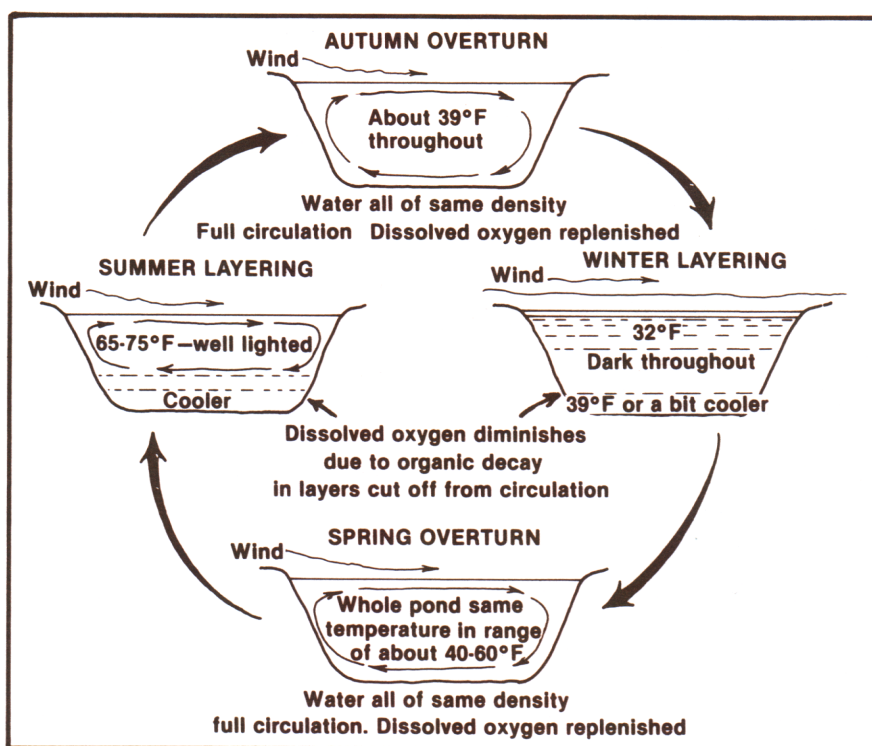 AUTUMN OVERTURN
Wind
About 39°F
throughout
Water all of same density
Full circulation Dissolved oxygen replenished
SUMMER LAYERING
Wind
65-75°F—well lighted
Cooler
WINTER LAYERING
Wind
32°F
Dark throughout
39°F or a bit cooler
Dissolved oxygen diminishes
due to organic decay
in layers cut off from circulation
SPRING OVERTURN
Wind
Whole pond same
temperature in range
of about 40-60°F
Water all of same density
full circulation. Dissolved oxygen replenished